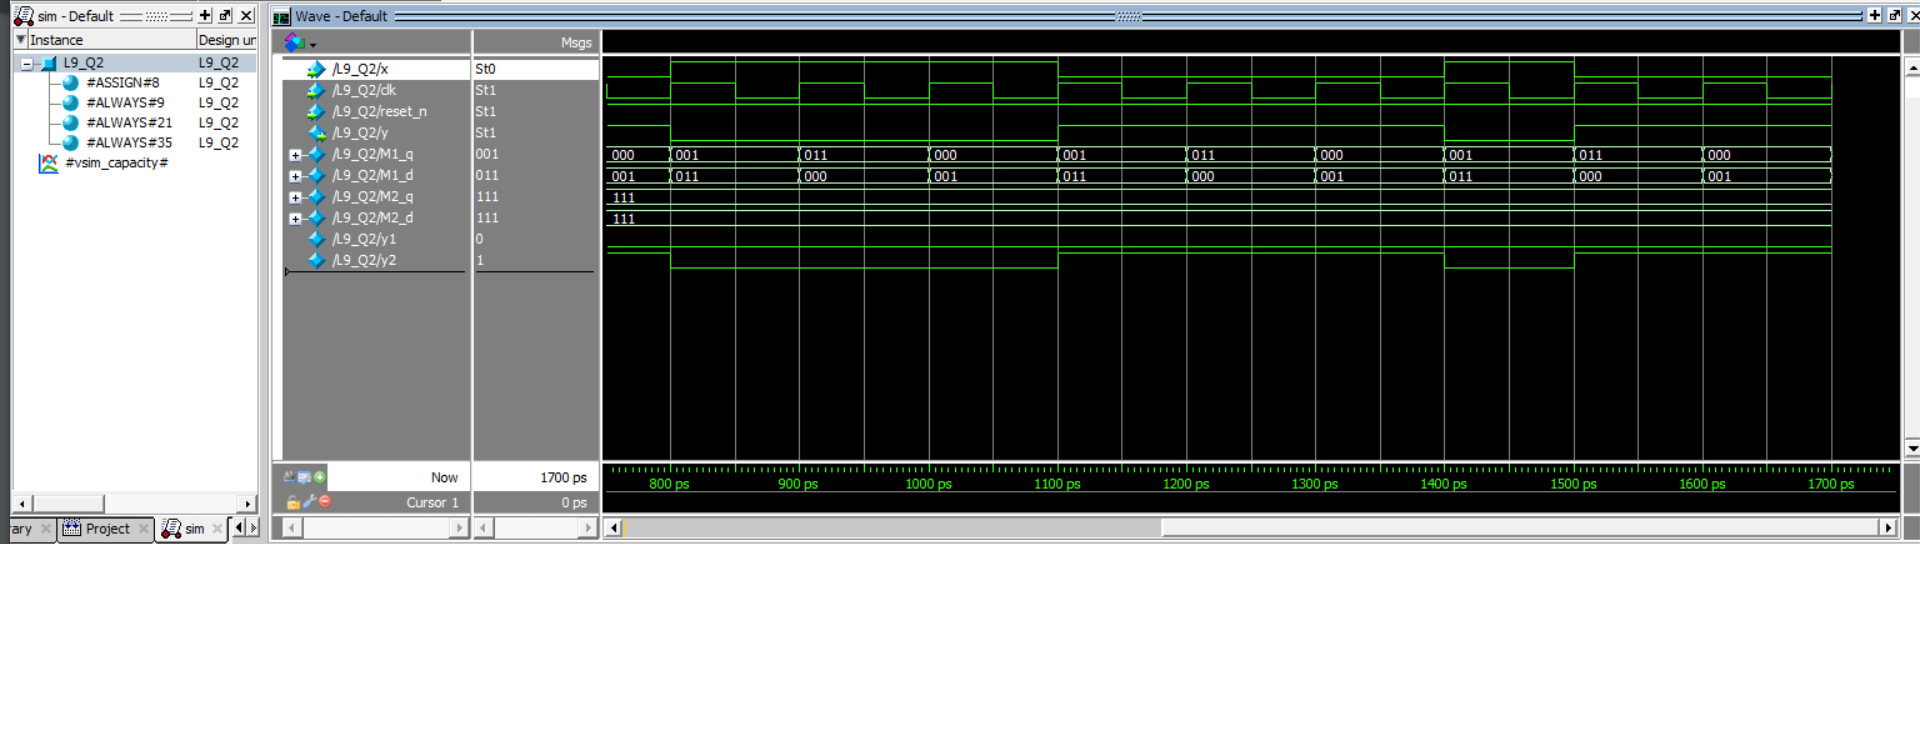 sim - Default
Instance Design un
L9_Q2 L9_Q2
#ASSIGN#8 L9_Q2
#ALWAYS#9 L9_Q2
#ALWAYS#21 L9_Q2
#ALWAYS#35 L9_Q2
#vsim_capacity#
ary Project sim
Wave - Default
Msgs
/L9_Q2/x St0
/L9_Q2/clk St1
/L9_Q2/reset_n St1
/L9_Q2/y St1
/L9_Q2/M1_q 001 000 001 011 000 001 011 000 001 011 000
/L9_Q2/M1_d 011 001 011 000 001 011 000 001 011 000 001
/L9_Q2/M2_q 111 111
/L9_Q2/M2_d 111 111
/L9_Q2/y1 0
/L9_Q2/y2 1
Now 1700 ps 800 ps 900 ps 1000 ps 1100 ps 1200 ps 1300 ps 1400 ps 1500 ps 1600 ps 1700 ps
Cursor 1 0 ps